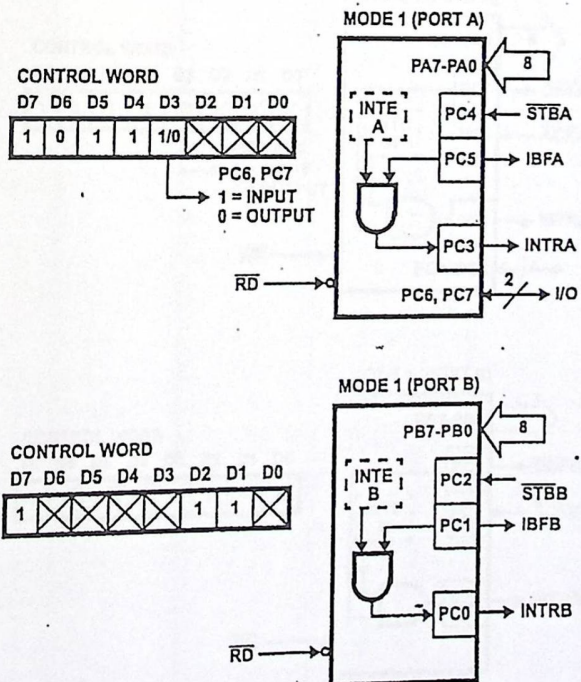 MODE 1 (PORT A)
CONTROL WORD
D7 D6 D5 D4 D3 D2 D1 D0
1 0 1 1 1/0
PC6, PC7
1 = INPUT
0 = OUTPUT
PA7-PA0
8
INTE
A
PC4
STBA
PC5
IBFA
PC3
INTRA
RD
PC6, PC7
2
I/O
MODE 1 (PORT B)
CONTROL WORD
D7 D6 D5 D4 D3 D2 D1 D0
1 1 1
PB7-PB0
8
INTE
B
PC2
STBB
PC1
IBFB
PC0
INTRB
RD